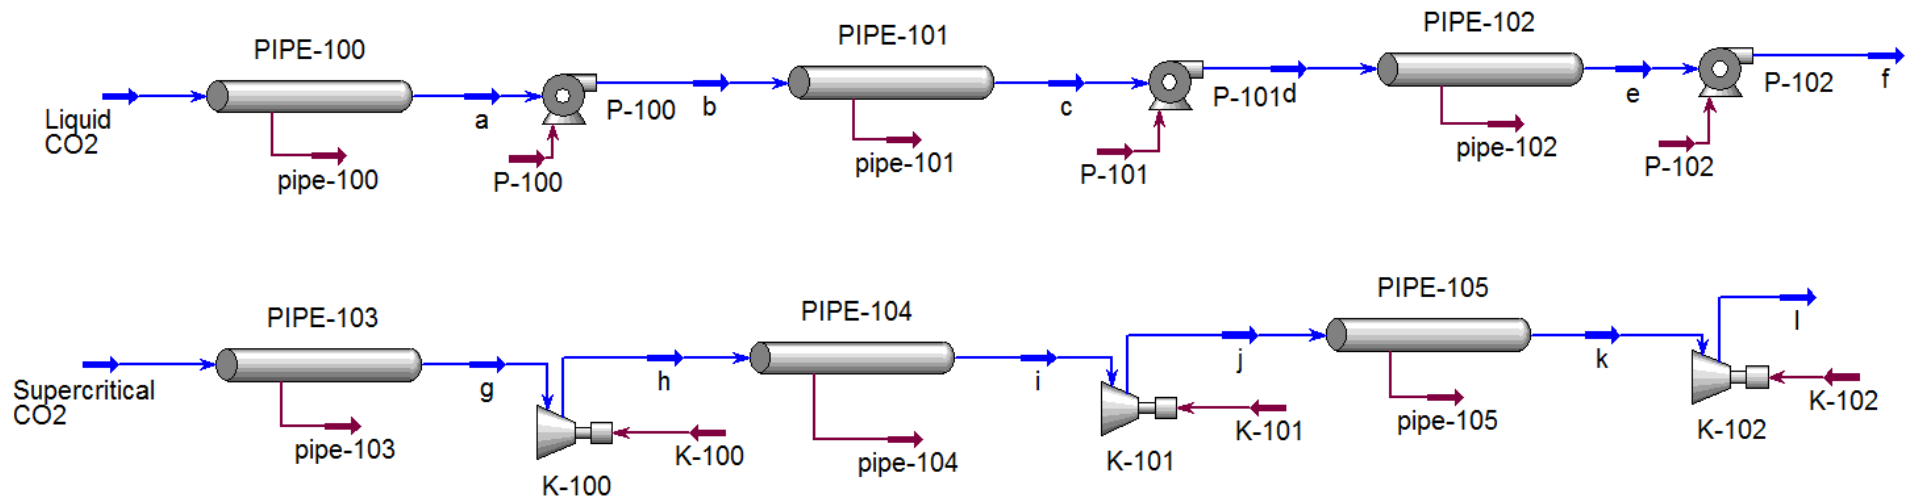 PIPE-100
PIPE-101
PIPE-102
Liquid
CO2
a
P-100
b
c
P-101
d
e
P-102
f
pipe-100
P-100
pipe-101
P-101
pipe-102
P-102
PIPE-103
PIPE-104
PIPE-105
Supercritical
CO2
g
h
i
j
k
l
pipe-103
K-100
K-100
pipe-104
K-101
K-101
pipe-105
K-102
K-102